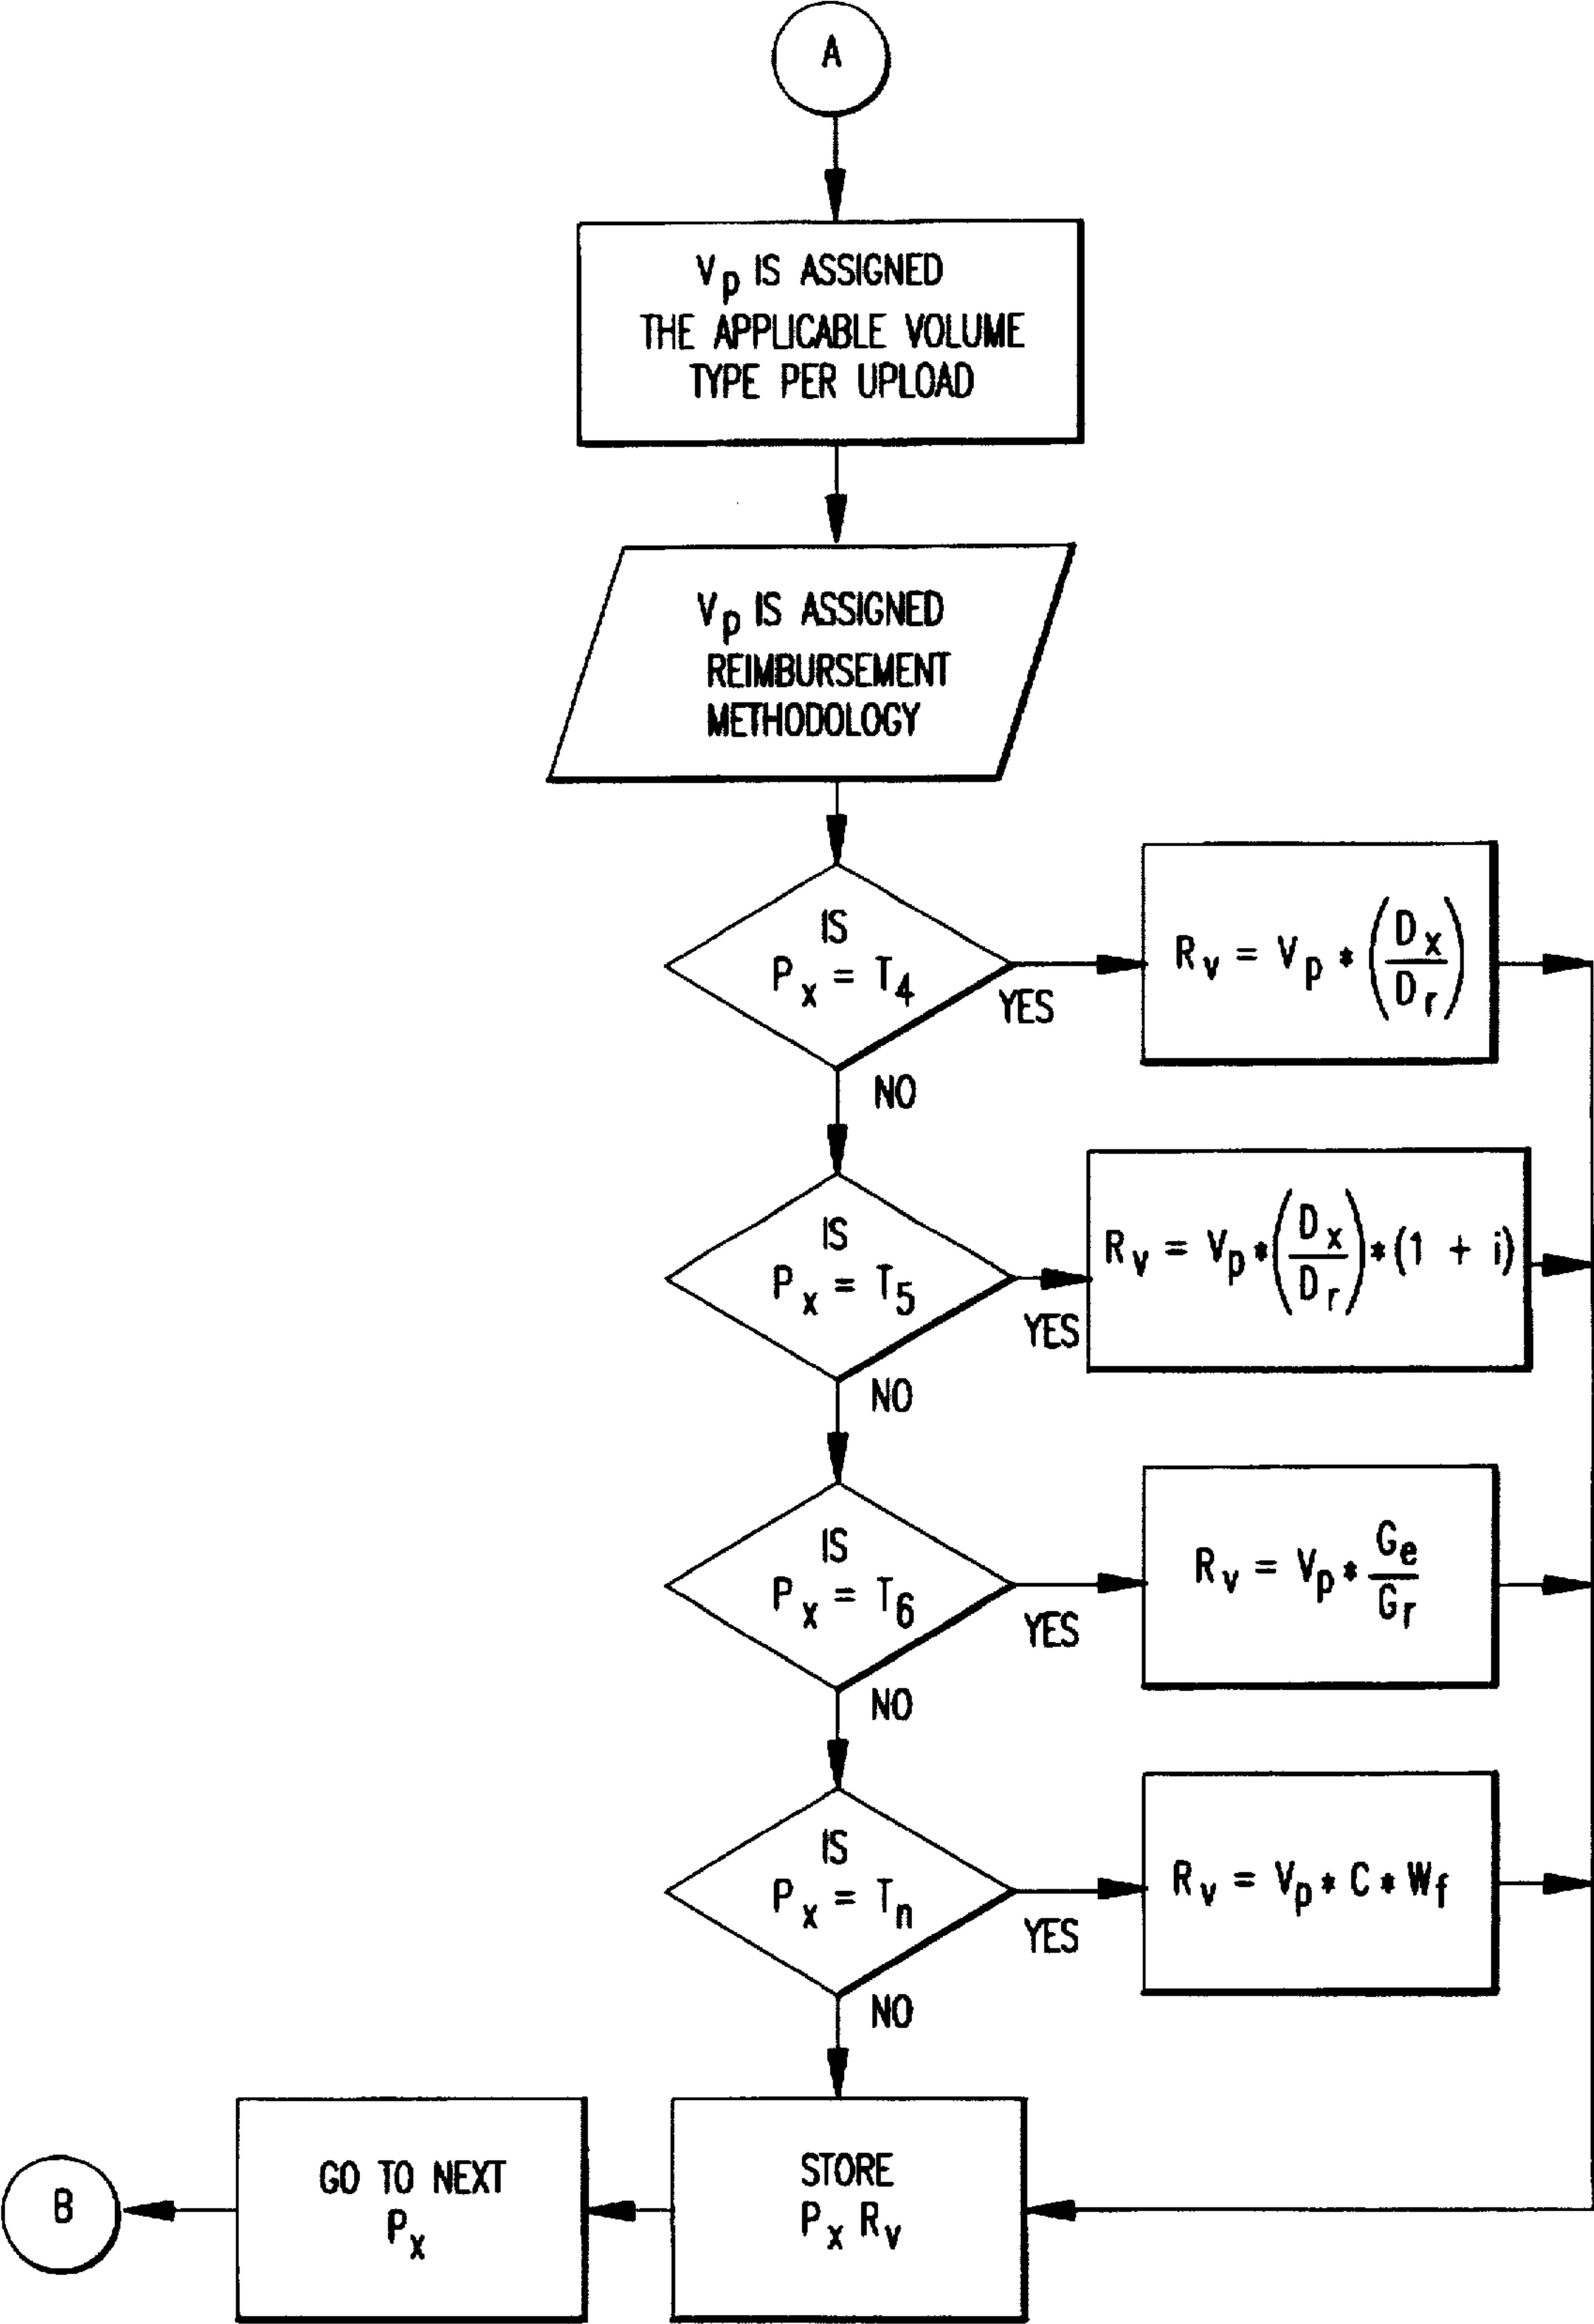 A
Vp IS ASSIGNED
THE APPLICABLE VOLUME
TYPE PER UPLOAD
Vp IS ASSIGNED
REIMBURSEMENT
METHODOLOGY
IS
Px = T4
YES
Rv = Vp * (Dx/Dr)
NO
IS
Px = T5
YES
Rv = Vp * (Dx/Dr) * (1 + i)
NO
IS
Px = T6
YES
Rv = Vp * Ge/Gr
NO
IS
Px = Tn
YES
Rv = Vp * C * Wf
NO
STORE
Px Rv
GO TO NEXT
Px
B